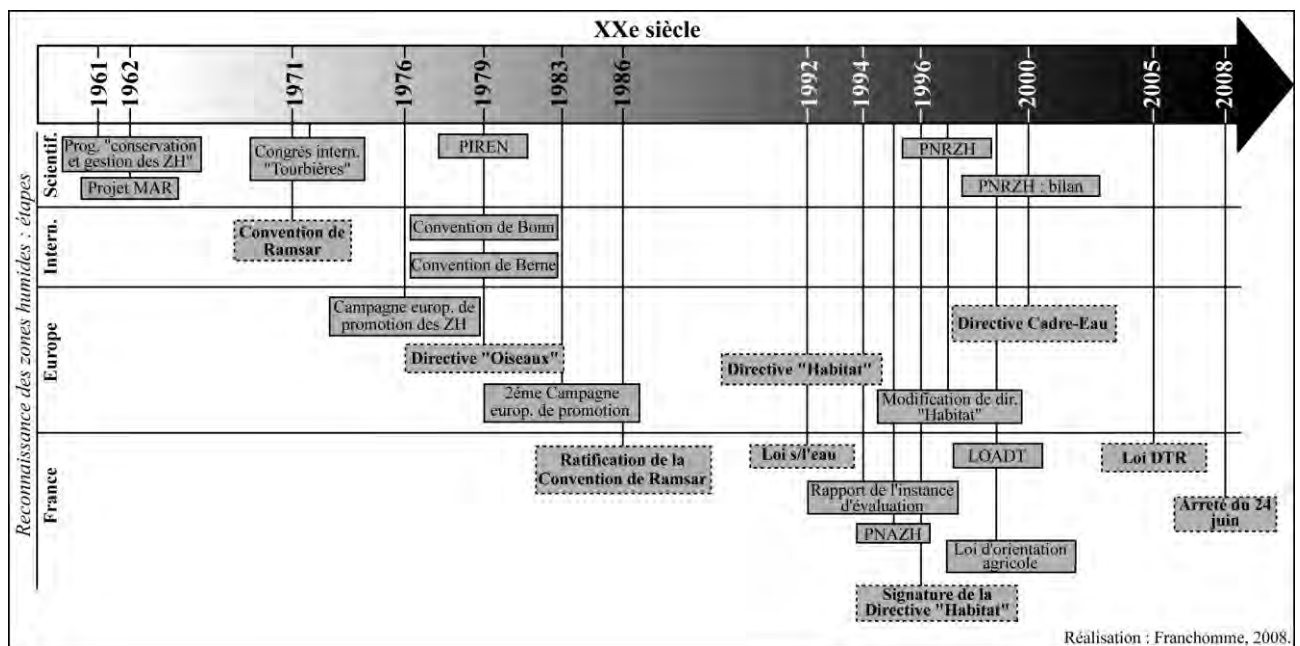 XXe siècle
1961
1962
1971
1976
1979
1983
1986
1992
1994
1996
2000
2005
2008
Reconnaissance des zones humides : étapes
Scientif.
Prog. "conservation
et gestion des ZH"
Projet MAR
Congrès intern.
"Tourbières"
PIREN
PNRZH
PNRZH : bilan
Intern.
Convention de
Ramsar
Convention de Bonn
Convention de Berne
Europe
Campagne europ. de
promotion des ZH
Directive "Oiseaux"
2éme Campagne
europ. de promotion
Directive "Habitat"
Modification de dir.
"Habitat"
Directive Cadre-Eau
France
Ratification de la
Convention de Ramsar
Loi s/l'eau
Rapport de l'instance
d'évaluation
PNAZH
Signature de la
Directive "Habitat"
LOADT
Loi d'orientation
agricole
Loi DTR
Arreté du 24
juin
Réalisation : Franchomme, 2008.